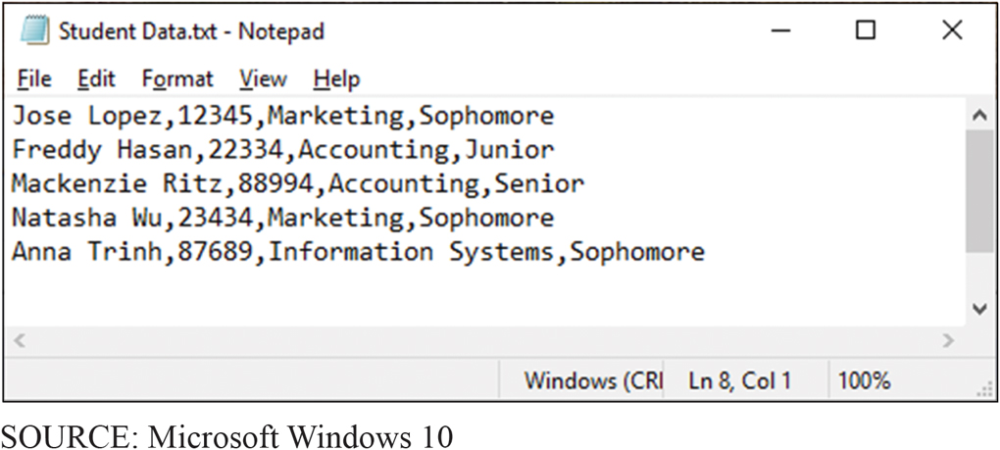 Student Data.txt - Notepad
File Edit Format View Help
Jose Lopez,12345,Marketing,Sophomore
Freddy Hasan,22334,Accounting,Junior
Mackenzie Ritz,88994,Accounting,Senior
Natasha Wu,23434,Marketing,Sophomore
Anna Trinh,87689,Information Systems,Sophomore
Windows (CRI Ln 8, Col 1 100%
SOURCE: Microsoft Windows 10